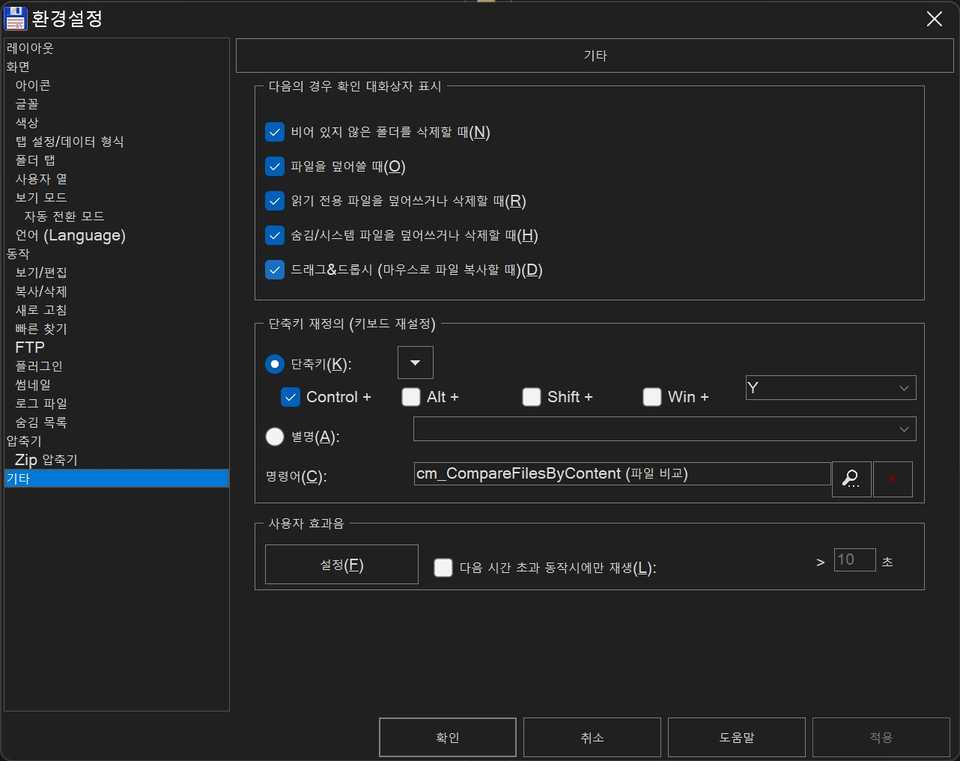 환경설정
레이아웃
화면
아이콘
글꼴
색상
탭 설정/데이터 형식
폴더 탭
사용자 열
보기 모드
자동 전환 모드
언어 (Language)
동작
보기/편집
복사/삭제
새로 고침
빠른 찾기
FTP
플러그인
썸네일
로그 파일
숨김 목록
압축기
Zip 압축기
기타
기타
다음의 경우 확인 대화상자 표시
비어 있지 않은 폴더를 삭제할 때(N)
파일을 덮어쓸 때(O)
읽기 전용 파일을 덮어쓰거나 삭제할 때(R)
숨김/시스템 파일을 덮어쓰거나 삭제할 때(H)
드래그&드롭시 (마우스로 파일 복사할 때)(D)
단축키 재정의 (키보드 재설정)
단축키(K):
Control + Alt + Shift + Win + Y
별명(A):
명령어(C): cm_CompareFilesByContent (파일 비교)
사용자 효과음
설정(F) 다음 시간 초과 동작시에만 재생(L): > 10 초
확인 취소 도움말 적용